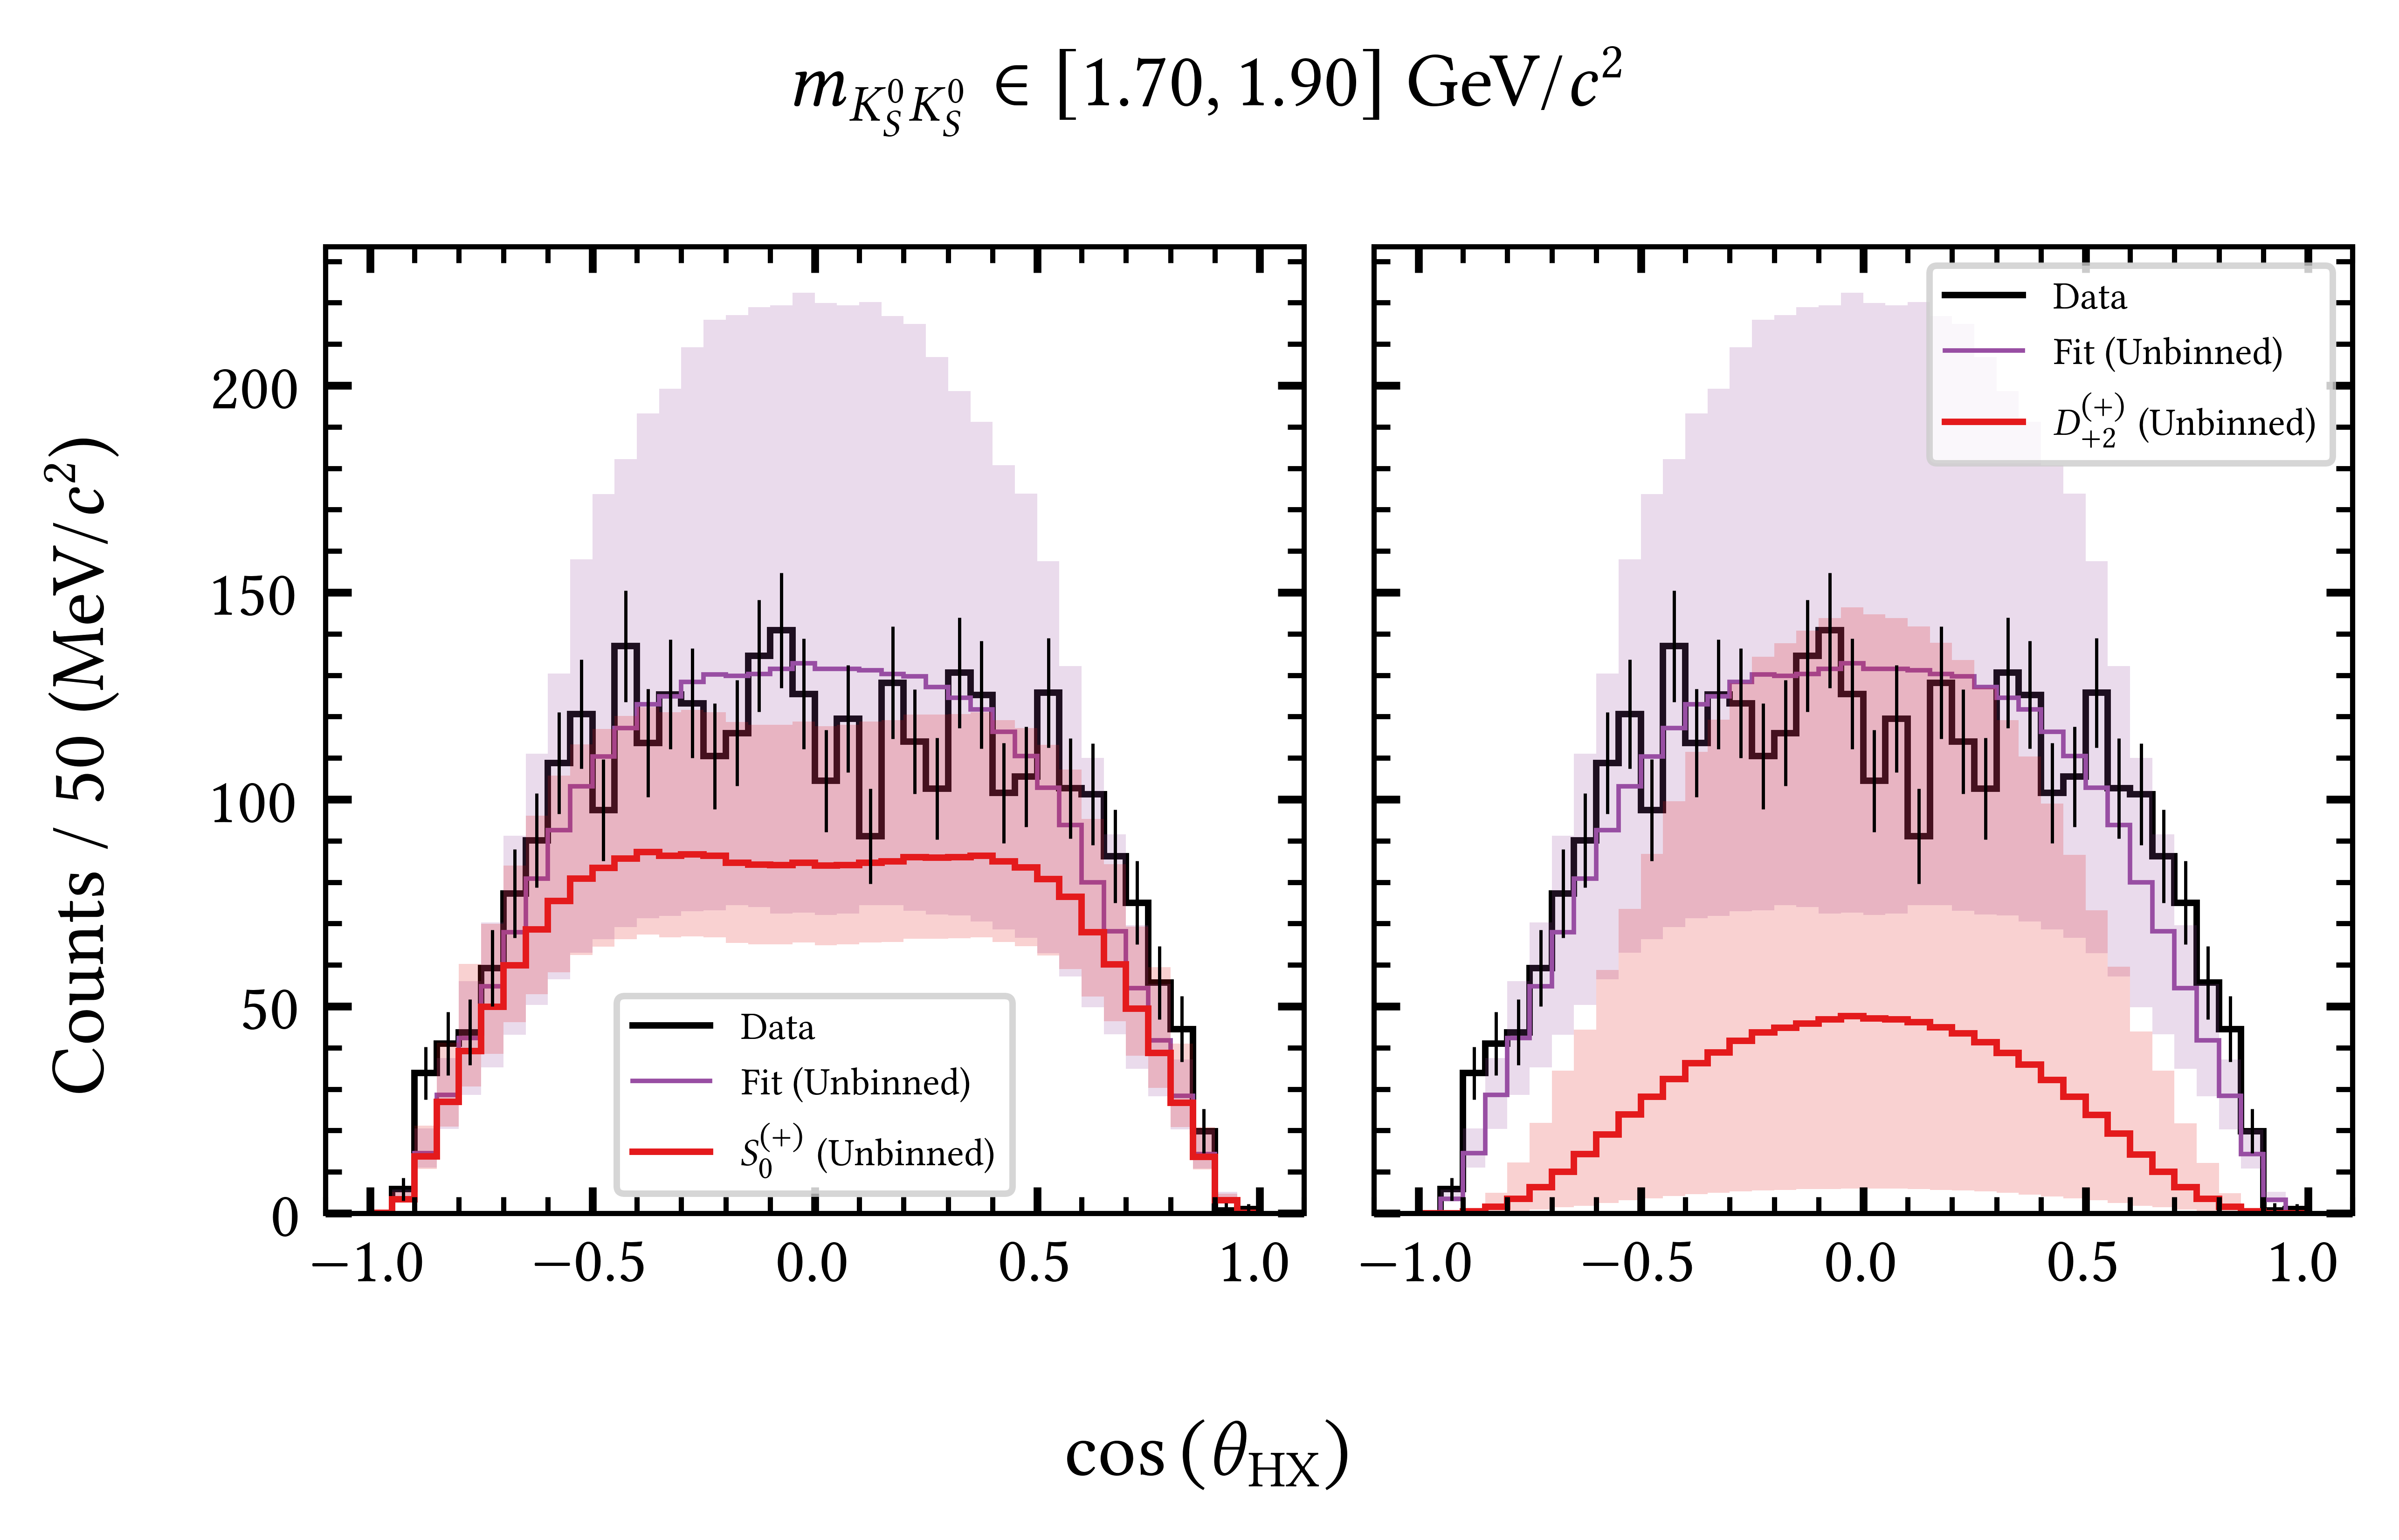 m_{K_S^0 K_S^0} ∈ [1.70, 1.90] GeV/c²
Counts / 50 (MeV/c²)
200
150
100
50
0
Data
Fit (Unbinned)
S_0^{(+)} (Unbinned)
−1.0 −0.5 0.0 0.5 1.0
Data
Fit (Unbinned)
D_{+2}^{(+)} (Unbinned)
−1.0 −0.5 0.0 0.5 1.0
cos (θ_{HX})